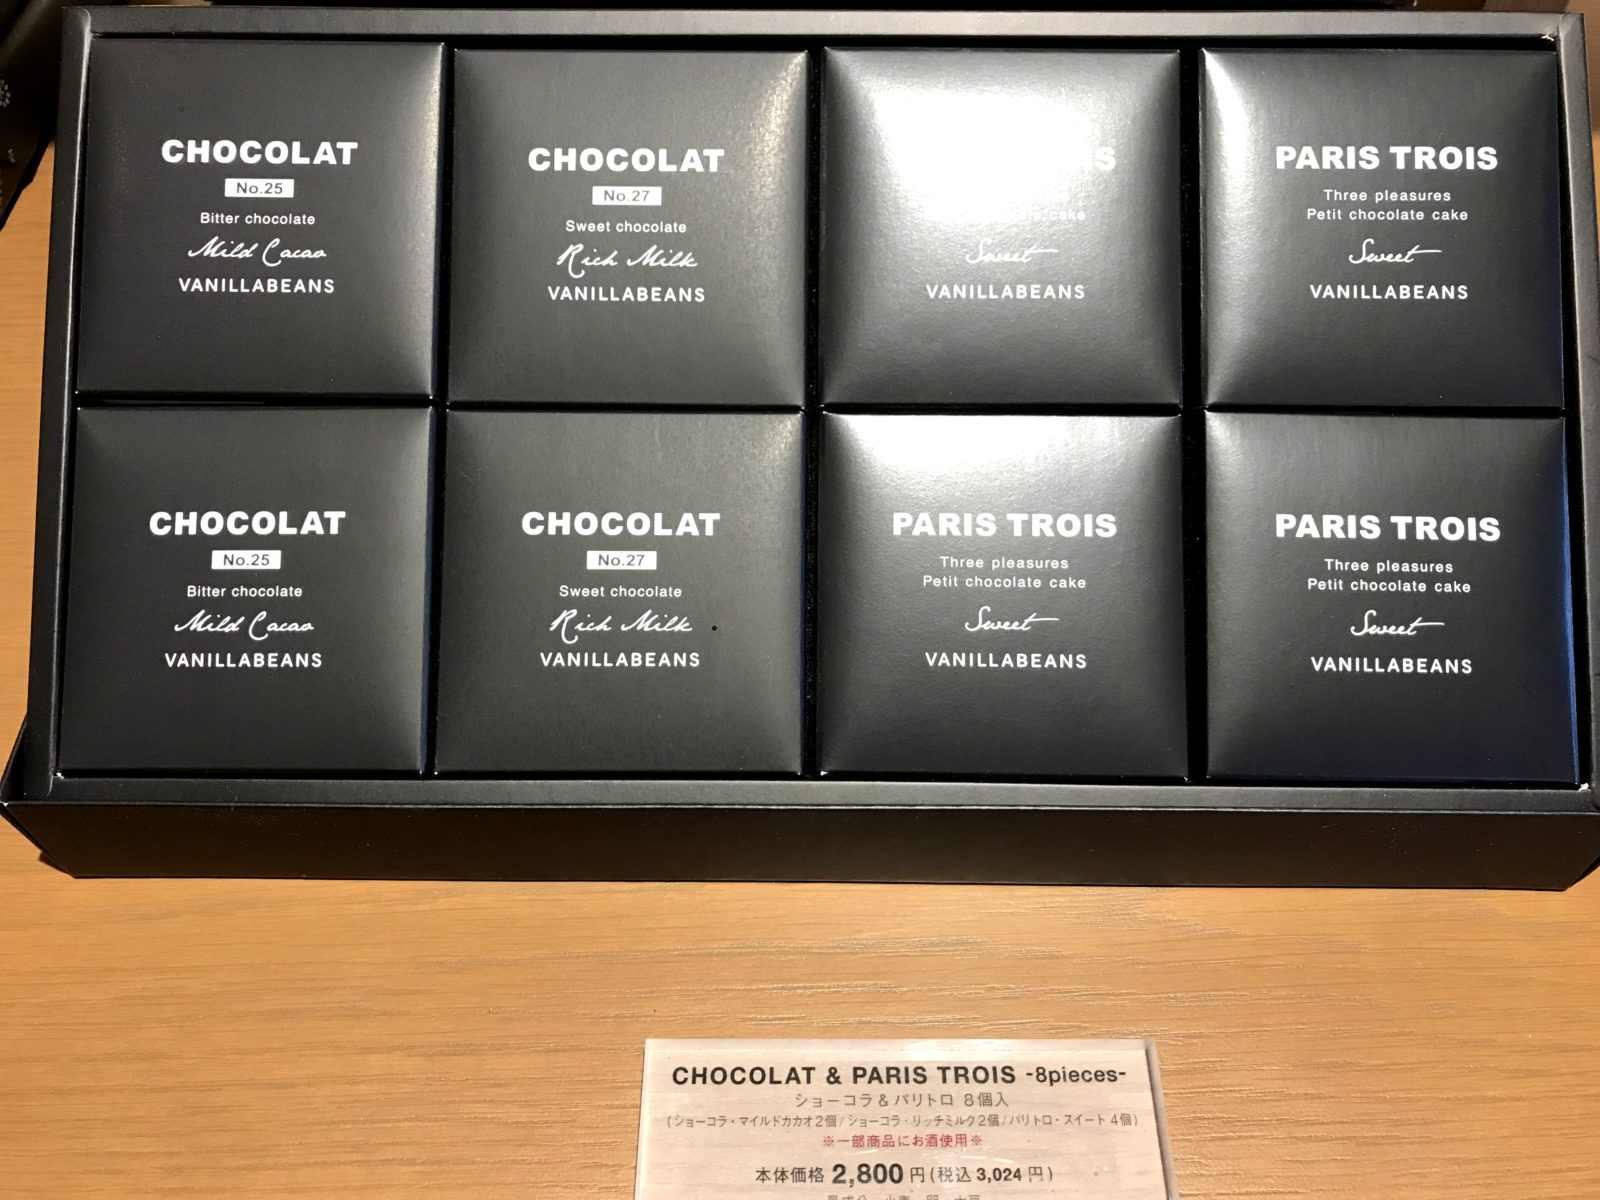 CHOCOLAT
No.25
Bitter chocolate
Mild Cacao
VANILLABEANS
CHOCOLAT
No.27
Sweet chocolate
Rich Milk
VANILLABEANS
cake
Sweet
VANILLABEANS
PARIS TROIS
Three pleasures
Petit chocolate cake
Sweet
VANILLABEANS
CHOCOLAT
No.25
Bitter chocolate
Mild Cacao
VANILLABEANS
CHOCOLAT
No.27
Sweet chocolate
Rich Milk
VANILLABEANS
PARIS TROIS
Three pleasures
Petit chocolate cake
Sweet
VANILLABEANS
PARIS TROIS
Three pleasures
Petit chocolate cake
Sweet
VANILLABEANS
CHOCOLAT & PARIS TROIS -8pieces-
ショーコラ&パリトロ 8個入
(ショーコラ・マイルドカカオ2個/ショーコラ・リッチミルク2個/パリトロ・スイート4個)
※一部商品にお酒使用※
本体価格 2,800 円(税込 3,024 円)